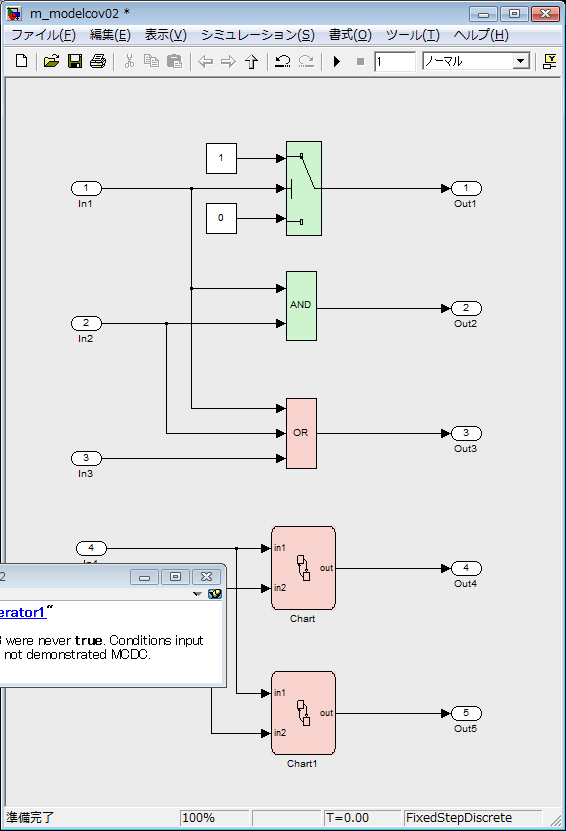 m_modelcov02 *
ファイル(F) 編集(E) 表示(V) シミュレーション(S) 書式(O) ツール(T) ヘルプ(H)
1 ノーマル
1
1
In1
0
1
Out1
AND
2
In2
2
Out2
OR
3
In3
3
Out3
4
in1
in2
out
Chart
4
Out4
2
erator1"
were never true. Conditions input
not demonstrated MCDC.
in1
in2
out
Chart1
5
Out5
準備完了 100% T=0.00 FixedStepDiscrete